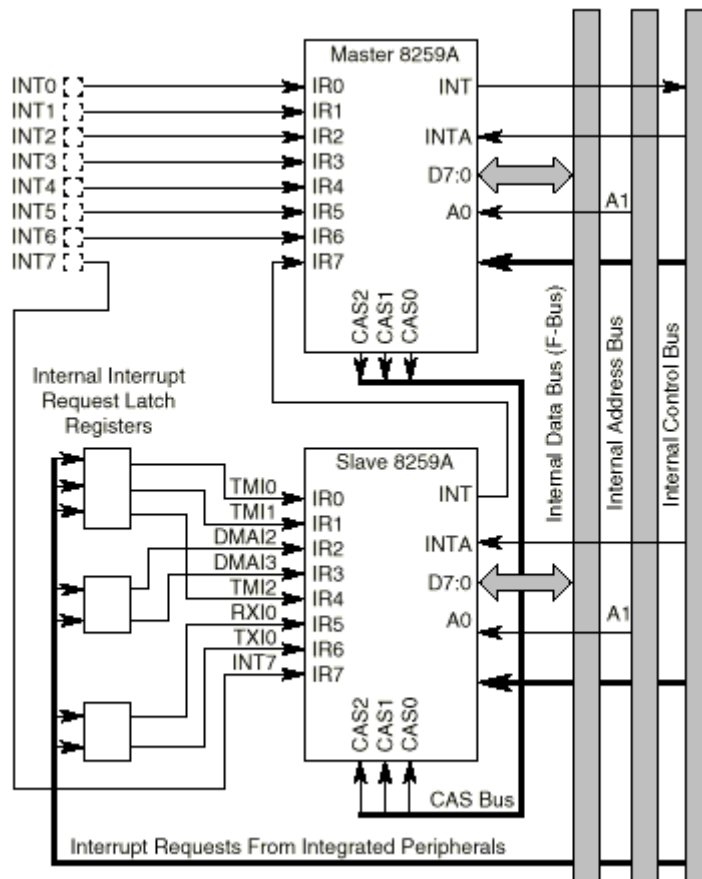 Master 8259A
INT0
INT1
INT2
INT3
INT4
INT5
INT6
INT7
IR0
IR1
IR2
IR3
IR4
IR5
IR6
IR7
INT
INTA
D7:0
A0
A1
CAS2
CAS1
CAS0
Internal Data Bus (F-Bus)
Internal Address Bus
Internal Control Bus
Internal Interrupt
Request Latch
Registers
Slave 8259A
TMI0
TMI1
DMAI2
DMAI3
TMI2
RXI0
TXI0
INT7
IR0
IR1
IR2
IR3
IR4
IR5
IR6
IR7
INT
INTA
D7:0
A0
A1
CAS2
CAS1
CAS0
CAS Bus
Interrupt Requests From Integrated Peripherals